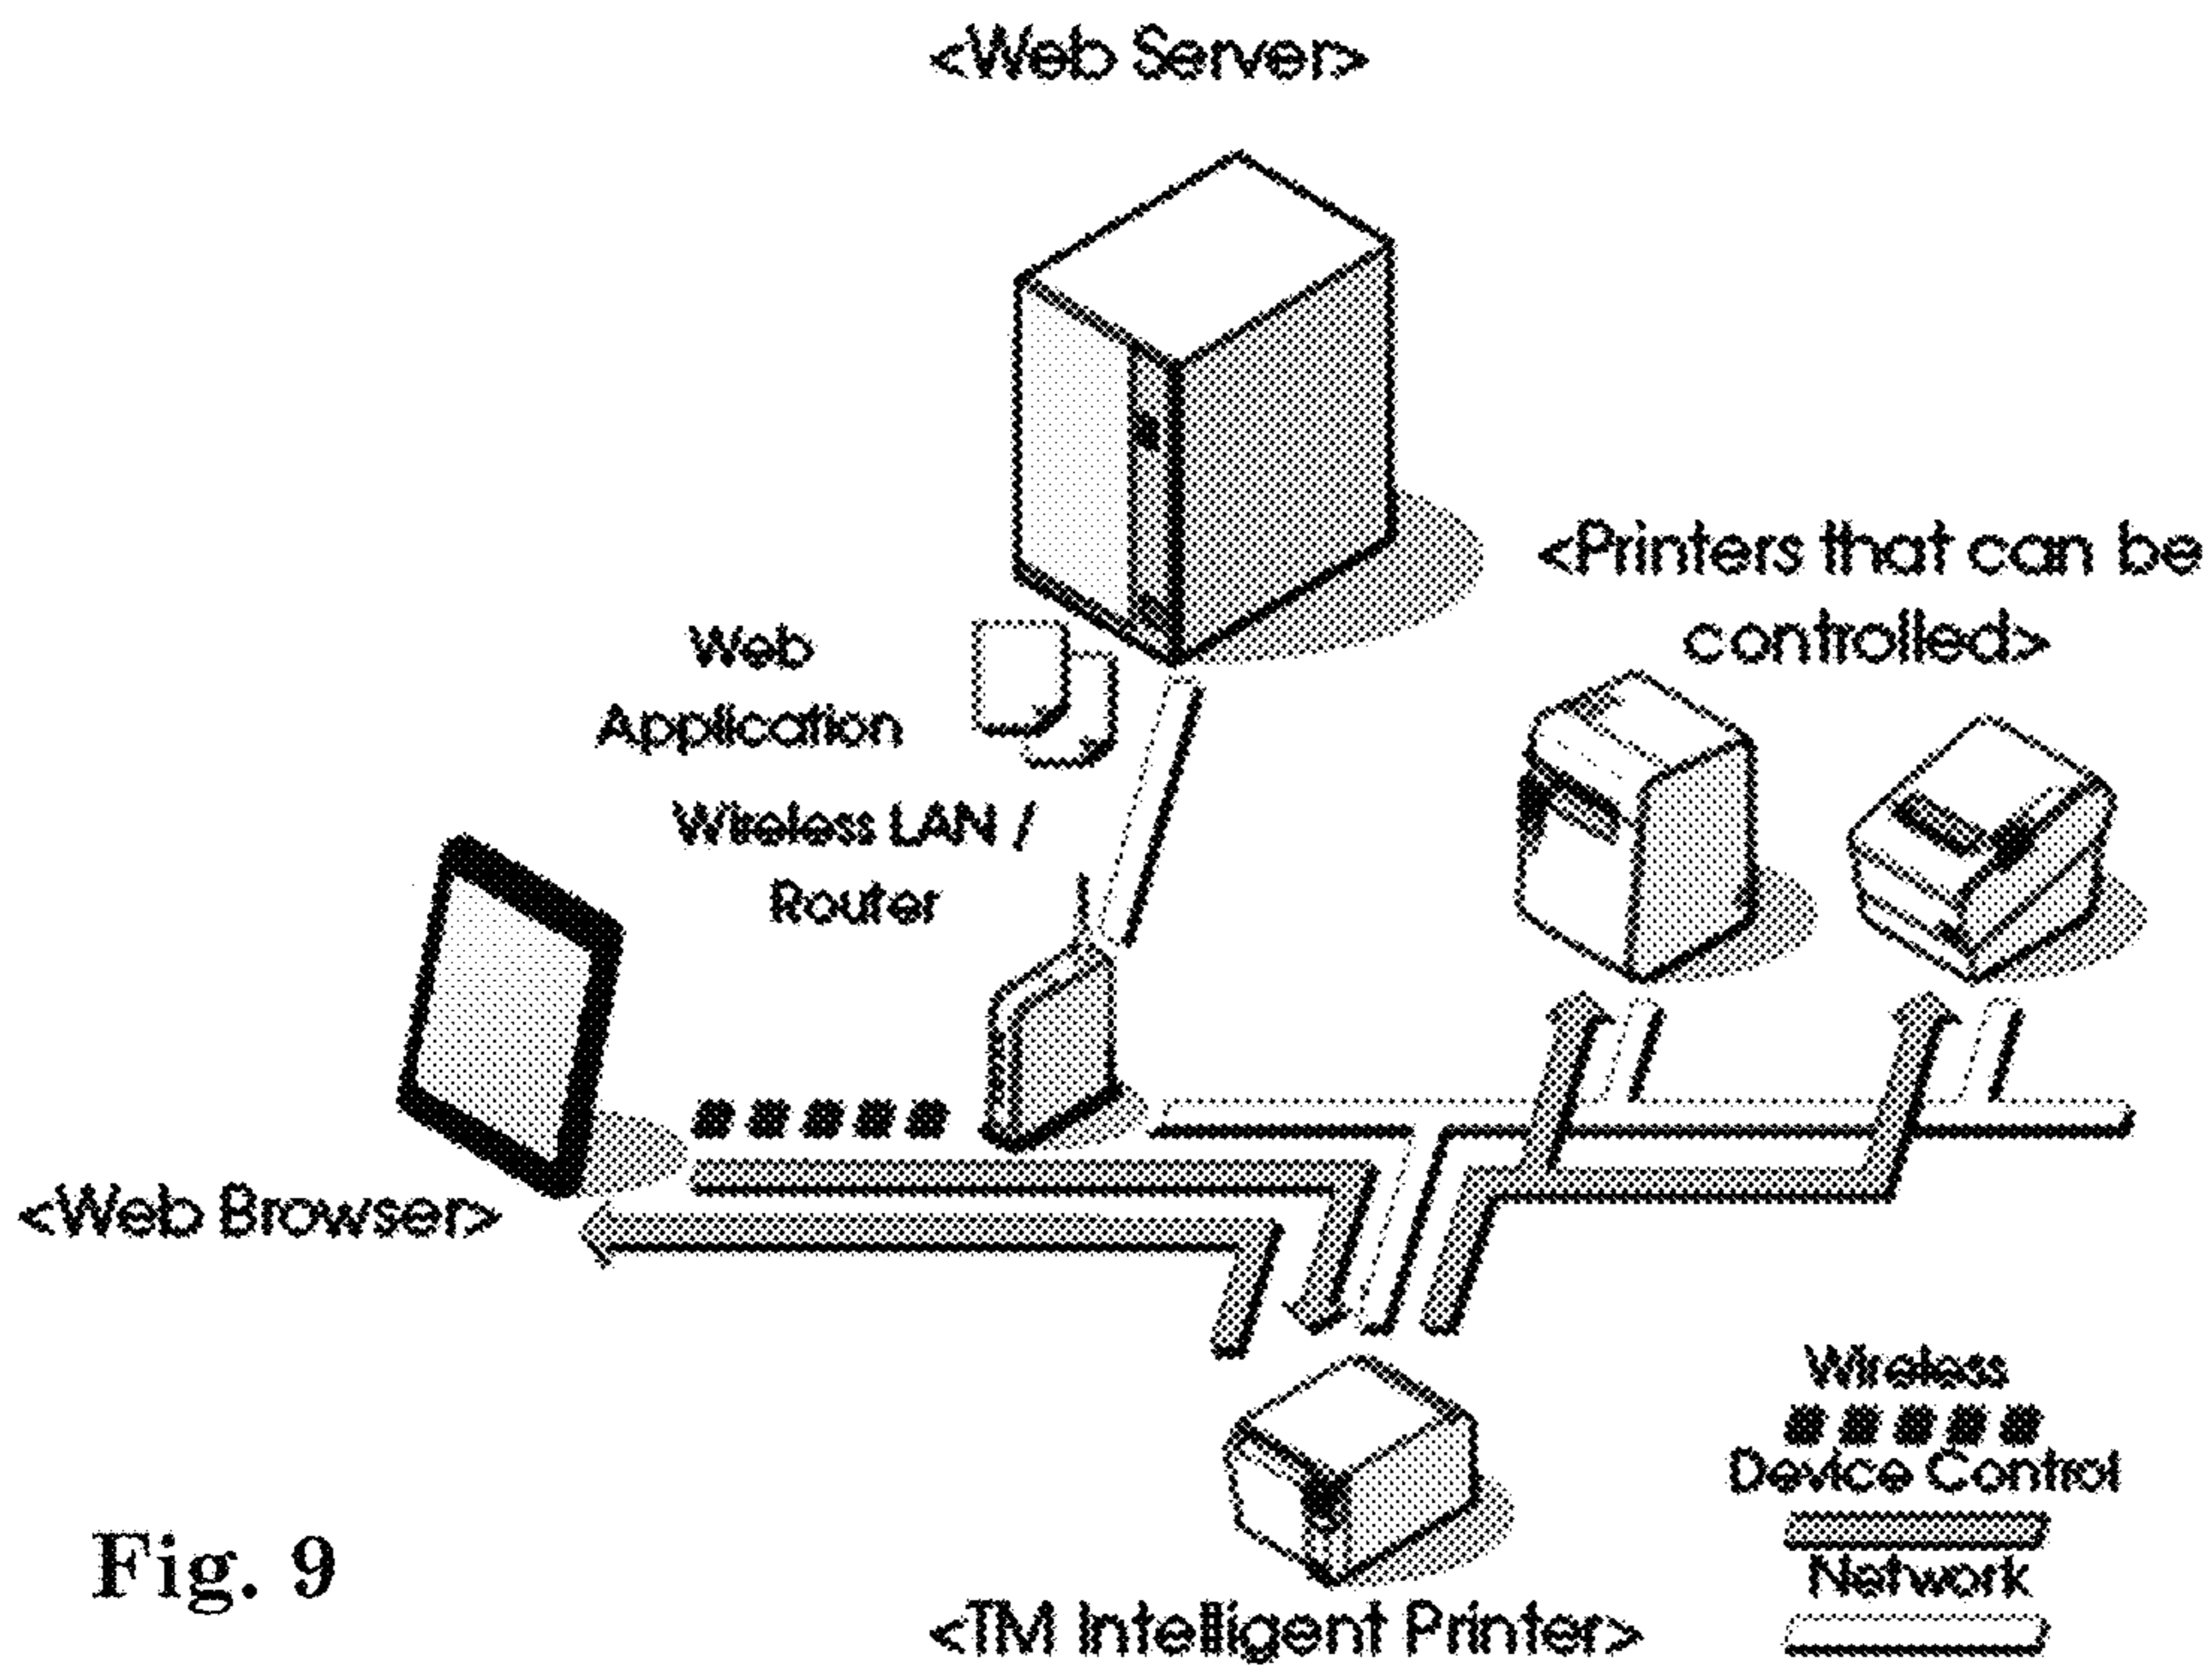 <Web Server>
<Printers that can be
controlled>
Web
Application
Wireless LAN /
Router
<Web Browser>
Wireless
Device Control
Network
Fig. 9
<TM Intelligent Printer>